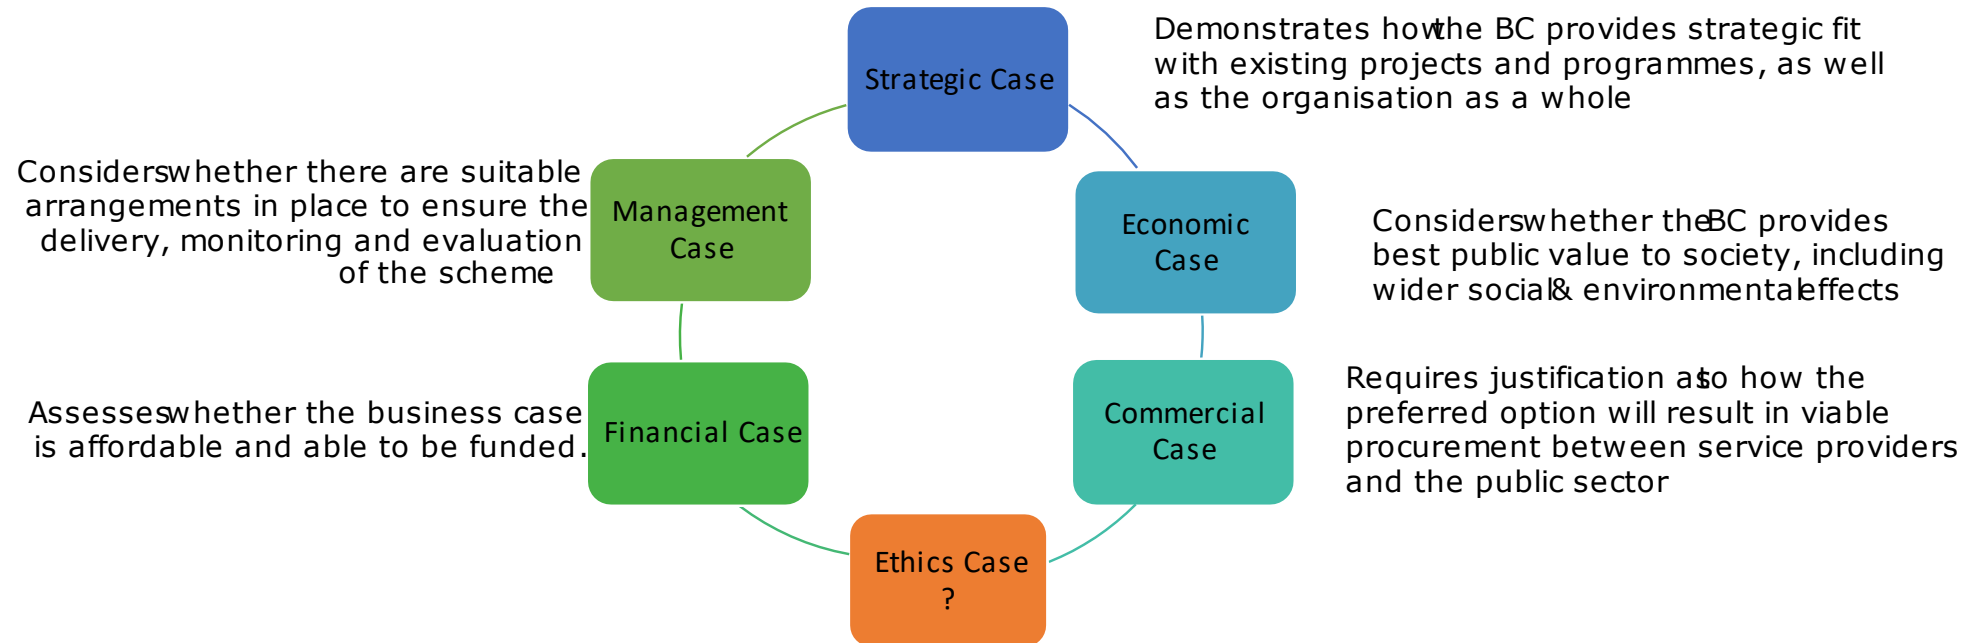 Strategic Case
Demonstrates how the BC provides strategic fit
with existing projects and programmes, as well
as the organisation as a whole
Economic
Case
Considers whether the BC provides
best public value to society, including
wider social & environmental effects
Commercial
Case
Requires justification as to how the
preferred option will result in viable
procurement between service providers
and the public sector
Ethics Case
?
Financial Case
Assesses whether the business case
is affordable and able to be funded.
Management
Case
Considers whether there are suitable
arrangements in place to ensure the
delivery, monitoring and evaluation
of the scheme